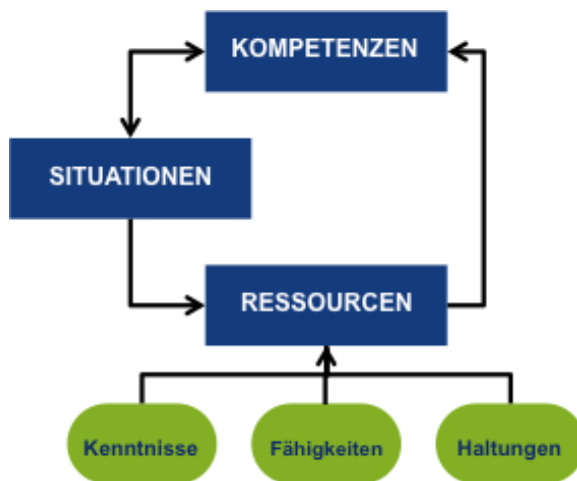 KOMPETENZEN
SITUATIONEN
RESSOURCEN
Kenntnisse
Fähigkeiten
Haltungen